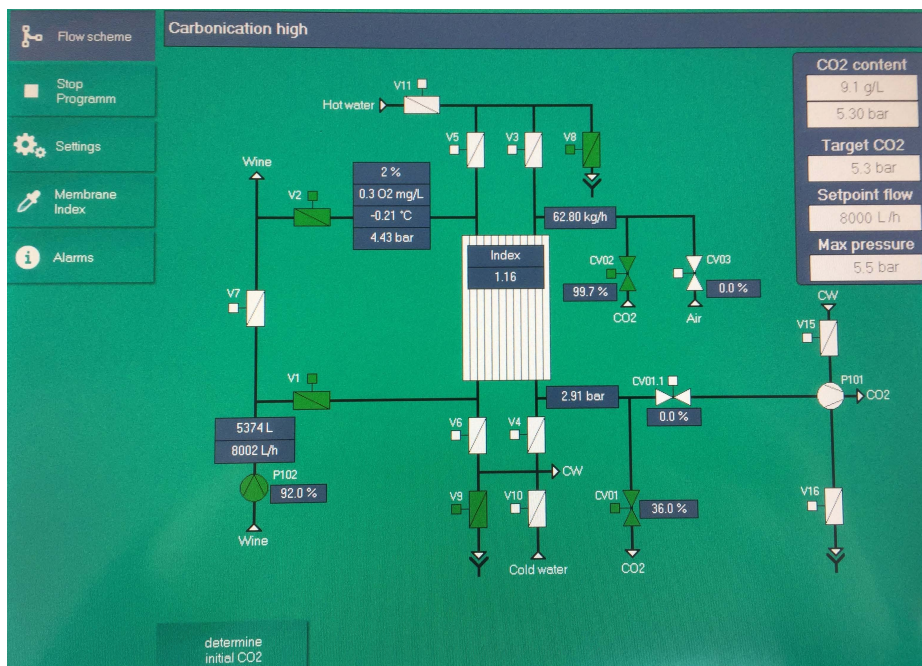 Flow scheme
Carbonication high
Stop
Programm
Settings
Membrane
Index
Alarms
CO2 content
9.1 g/L
5.30 bar
Target CO2
5.3 bar
Setpoint flow
8000 L/h
Max pressure
5.5 bar
V11
Hot water
V5
V3
V8
Wine
V2
2 %
0.3 O2 mg/L
-0.21 °C
4.43 bar
62.80 kg/h
Index
1.16
CV02
99.7 %
CO2
CV03
0.0 %
Air
V7
CW
V15
V1
2.91 bar
CV01.1
0.0 %
P101
CO2
5374 L
8002 L/h
V6
V4
P102
92.0 %
Wine
CW
V9
V10
CV01
36.0 %
V16
Cold water
CO2
determine
initial CO2